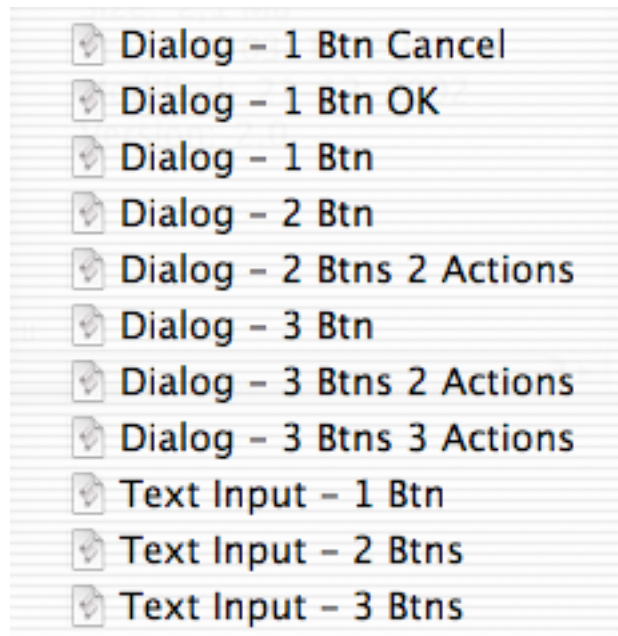 Dialog – 1 Btn Cancel
Dialog – 1 Btn OK
Dialog – 1 Btn
Dialog – 2 Btn
Dialog – 2 Btns 2 Actions
Dialog – 3 Btn
Dialog – 3 Btns 2 Actions
Dialog – 3 Btns 3 Actions
Text Input – 1 Btn
Text Input – 2 Btns
Text Input – 3 Btns